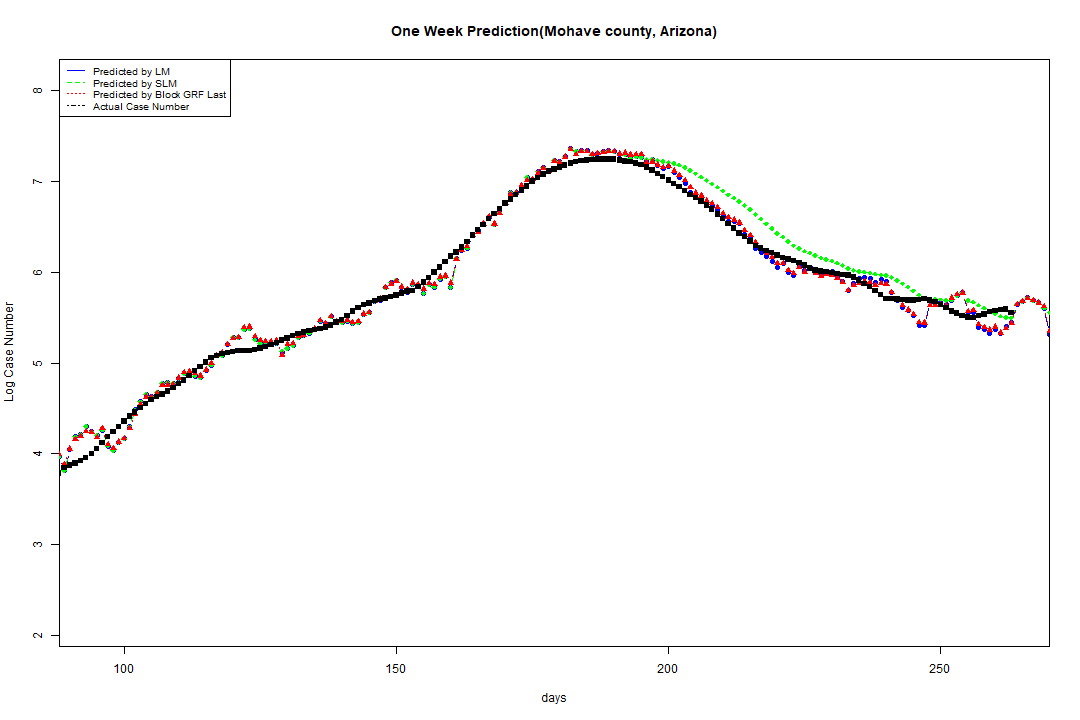 One Week Prediction(Mohave county, Arizona)
Predicted by LM
Predicted by SLM
Predicted by Block GRF Last
Actual Case Number
8
7
6
5
4
3
2
Log Case Number
100 150 200 250
days